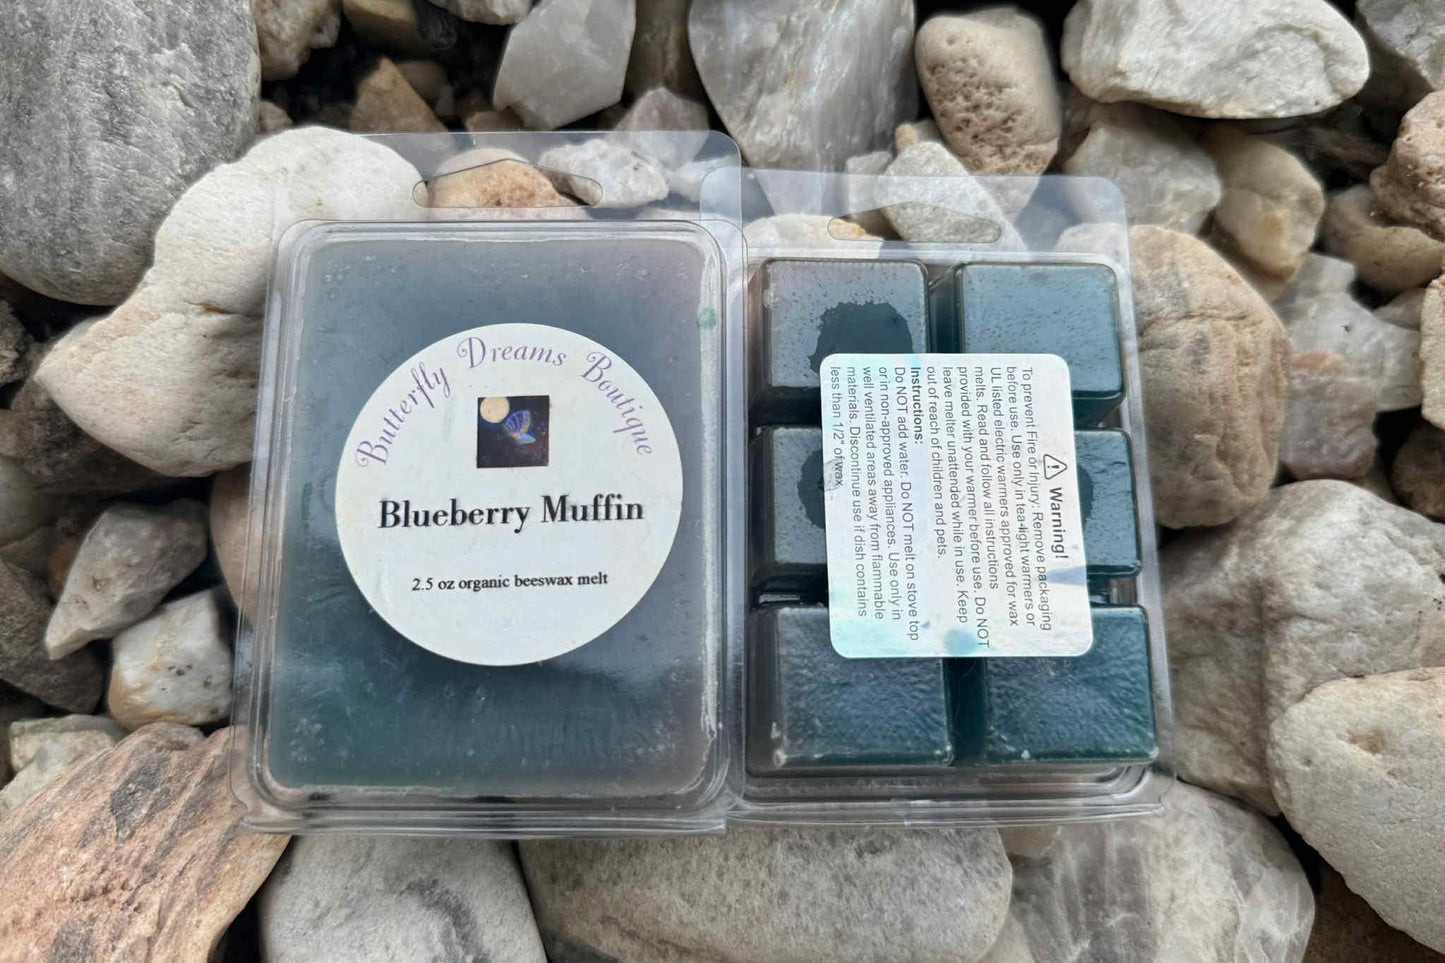 Butterfly Dreams Boutique
Blueberry Muffin
2.5 oz organic beeswax melt
Warning!
To prevent Fire or Injury: Remove packaging
before use. Use only in tea-light warmers or
UL listed electric warmers approved for wax
melts. Read and follow all instructions
provided with your warmer before use. Do NOT
leave melter unattended while in use. Keep
out of reach of children and pets.
Instructions:
Do NOT add water. Do NOT melt on stove top
or in non-approved appliances. Use only in
well ventilated areas away from flammable
materials. Discontinue use if dish contains
less than 1/2" of wax